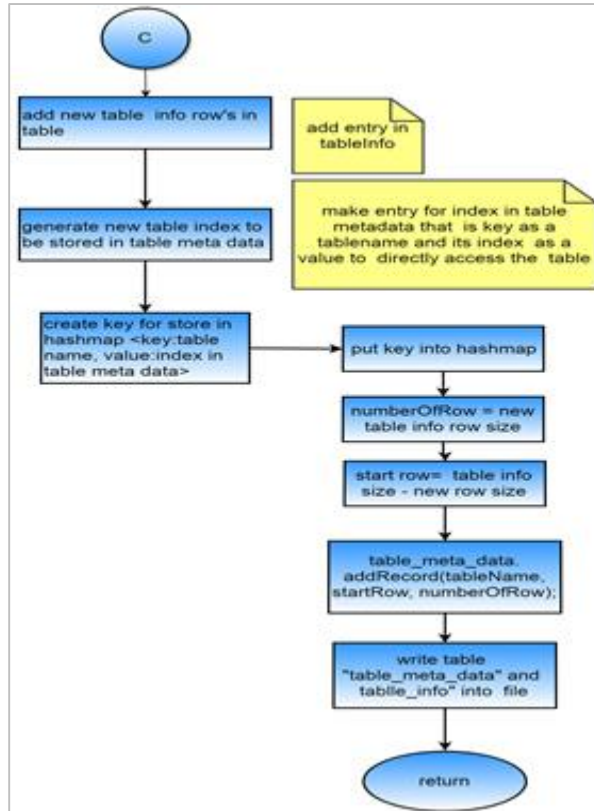 C
add new table info row's in
table
add entry in
tableInfo
generate new table index to
be stored in table meta data
make entry for index in table
metadata that is key as a
tablename and its index as a
value to directly access the table
create key for store in
hashmap <key:table
name, value:index in
table meta data>
put key into hashmap
numberOfRow = new
table info row size
start row= table info
size - new row size
table_meta_data.
addRecord(tableName,
startRow, numberOfRow);
write table
"table_meta_data" and
tablle_info" into file
return